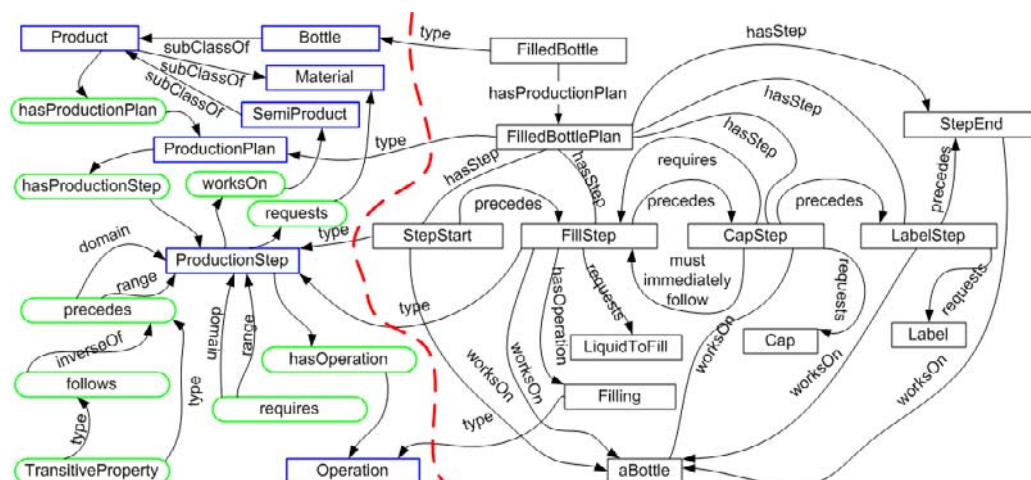 Product
subClassOf
Bottle
type
FilledBottle
hasStep
subClassOf
Material
subClassOf
hasProductionPlan
hasProductionPlan
SemiProduct
hasStep
StepEnd
ProductionPlan
type
FilledBottlePlan
hasStep
hasStep
hasStep
requires
precedes
hasProductionStep
worksOn
requests
precedes
precedes
precedes
type
StepStart
FillStep
CapStep
LabelStep
domain
ProductionStep
must
immediately
follow
range
hasOperation
requests
requests
requests
precedes
type
domain
range
inverseOf
hasOperation
LiquidToFill
Cap
Label
worksOn
worksOn
worksOn
worksOn
worksOn
follows
type
requires
Filling
type
type
TransitiveProperty
Operation
aBottle